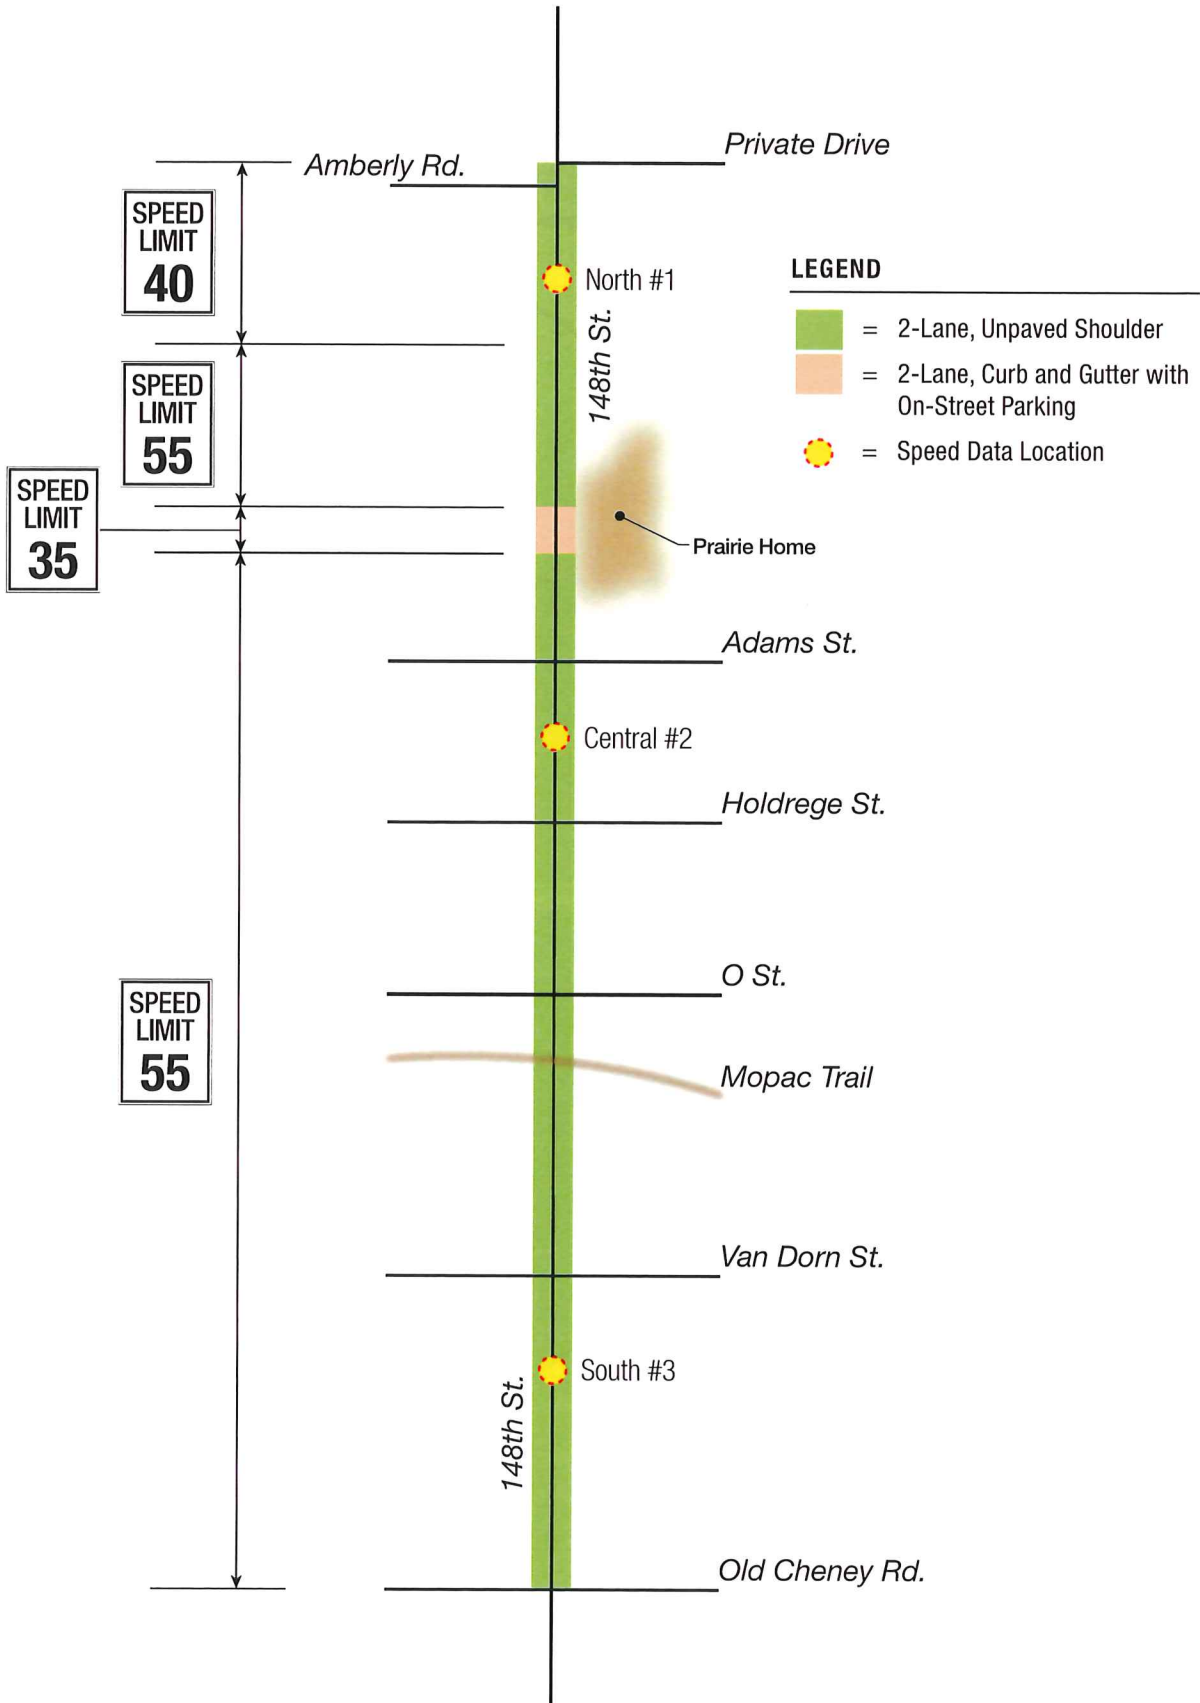 Private Drive
Amberly Rd.
SPEED
LIMIT
40
North #1
148th St.
LEGEND
= 2-Lane, Unpaved Shoulder
= 2-Lane, Curb and Gutter with
On-Street Parking
= Speed Data Location
SPEED
LIMIT
55
SPEED
LIMIT
35
Prairie Home
Adams St.
Central #2
Holdrege St.
O St.
SPEED
LIMIT
55
Mopac Trail
Van Dorn St.
South #3
148th St.
Old Cheney Rd.